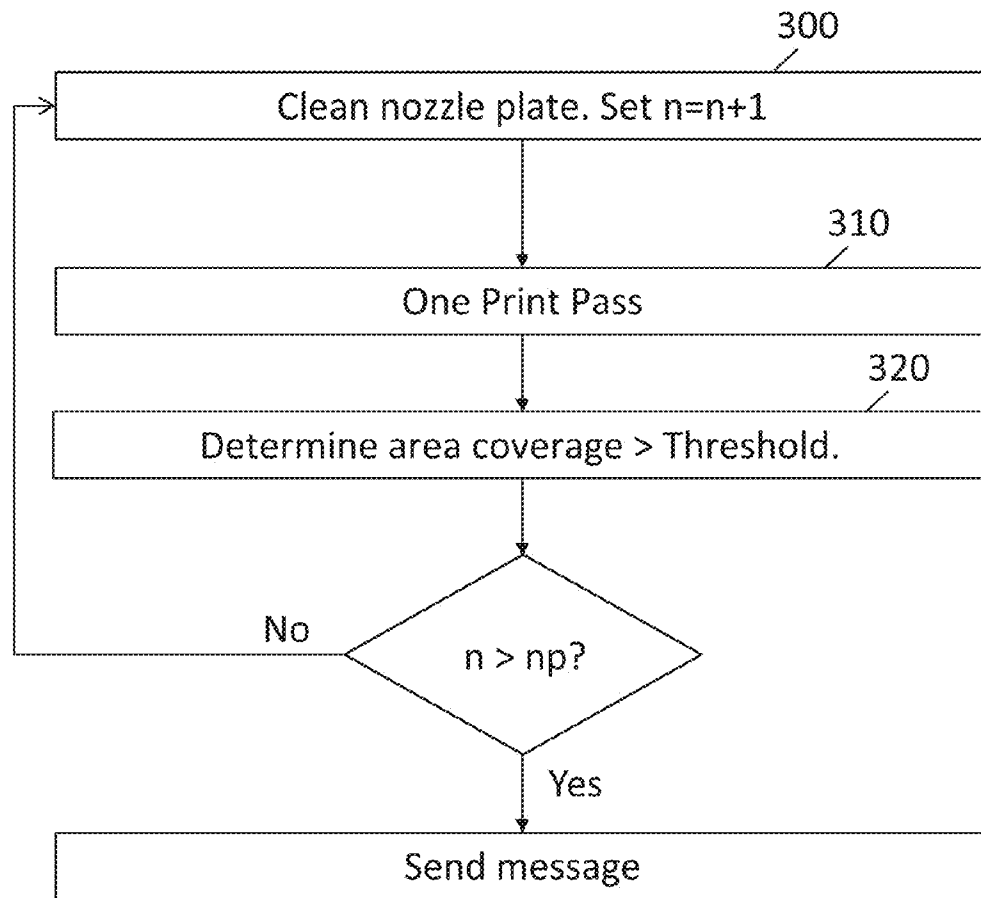 300
Clean nozzle plate. Set n=n+1
310
One Print Pass
320
Determine area coverage > Threshold.
No
n > np?
Yes
Send message